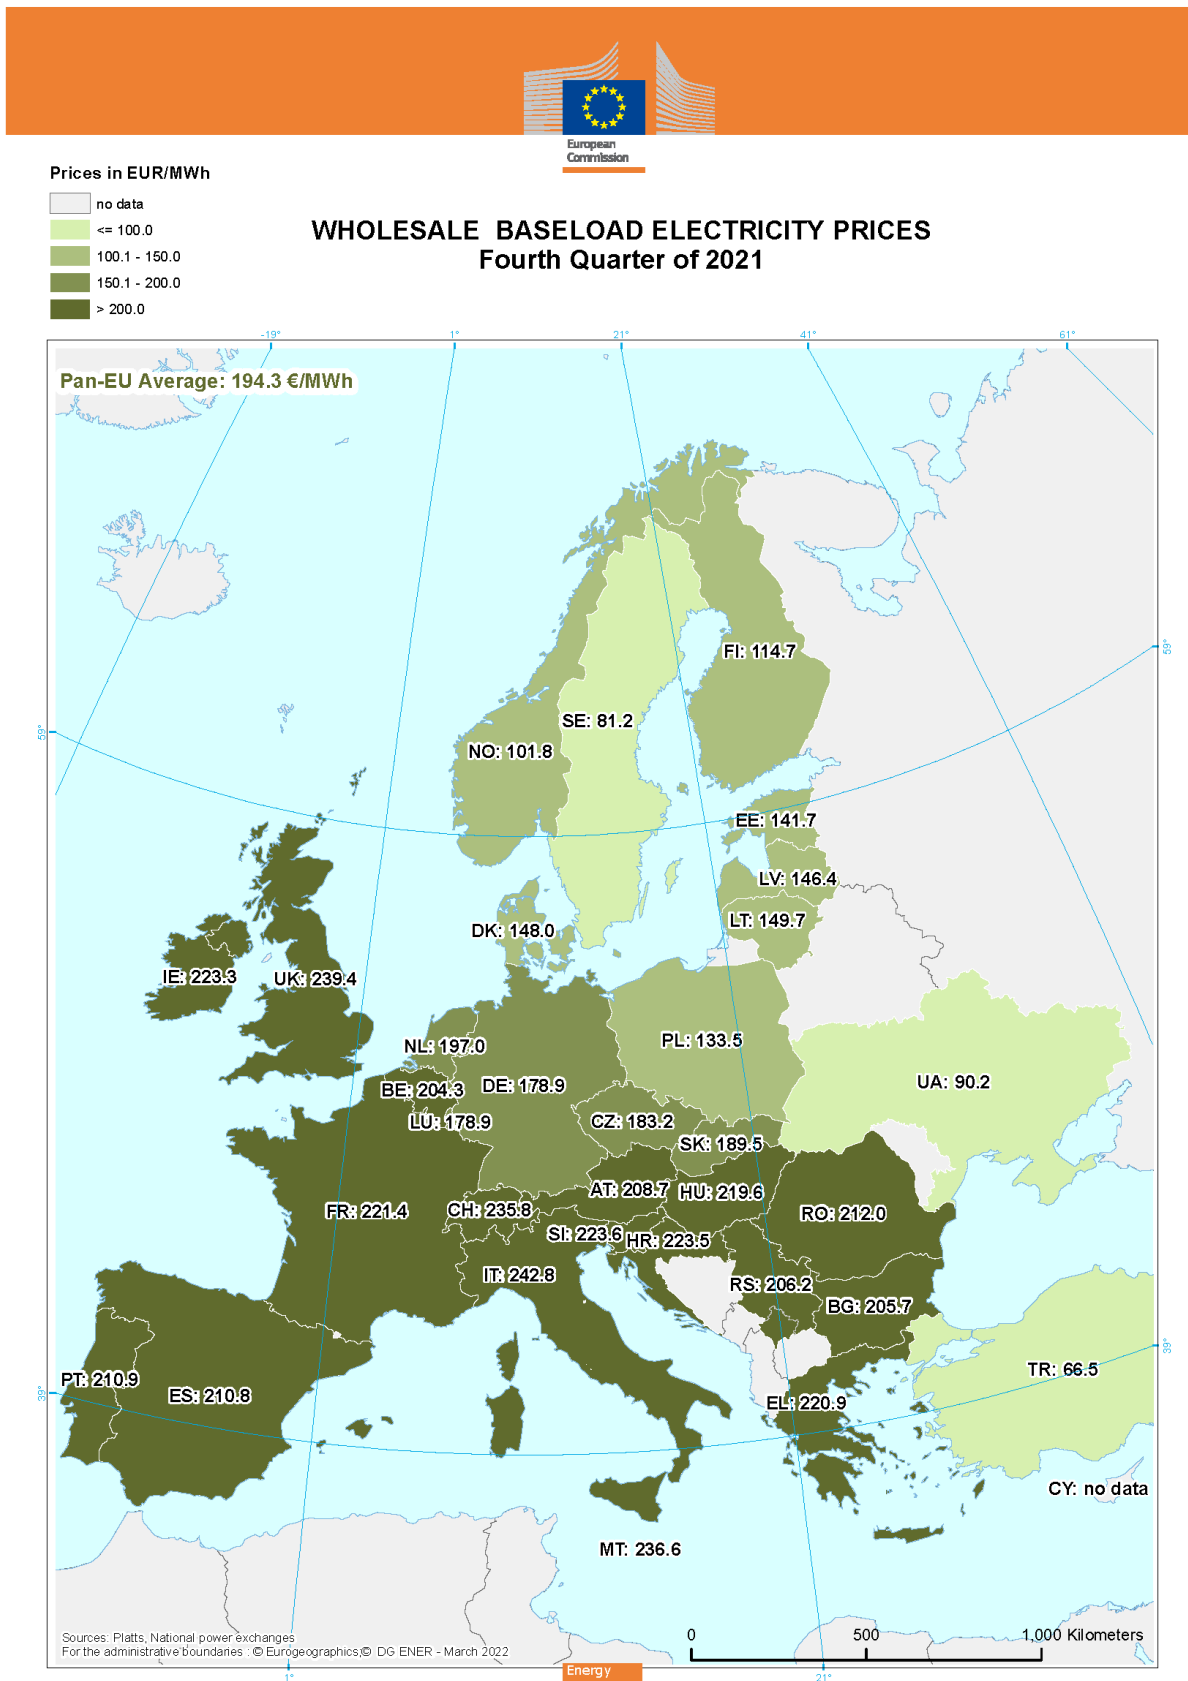 European
Commission
Prices in EUR/MWh
no data
<= 100.0
100.1 - 150.0
150.1 - 200.0
> 200.0
WHOLESALE BASELOAD ELECTRICITY PRICES
Fourth Quarter of 2021
-19°
1°
21°
41°
61°
Pan-EU Average: 194.3 €/MWh
FI: 114.7
59°
SE: 81.2
59°
NO: 101.8
EE: 141.7
LV: 146.4
LT: 149.7
DK: 148.0
IE: 223.3
UK: 239.4
PL: 133.5
NL: 197.0
UA: 90.2
DE: 178.9
BE: 204.3
LU: 178.9
CZ: 183.2
SK: 189.5
AT: 208.7
HU: 219.6
FR: 221.4
CH: 235.8
RO: 212.0
SI: 223.6
HR: 223.5
IT: 242.8
RS: 206.2
BG: 205.7
39°
TR: 66.5
PT: 210.9
39°
ES: 210.8
EL: 220.9
CY: no data
MT: 236.6
Sources: Platts, National power exchanges
For the administrative boundaries : © Eurogeographics;© DG ENER - March 2022
0
500
1,000 Kilometers
Energy
1°
21°